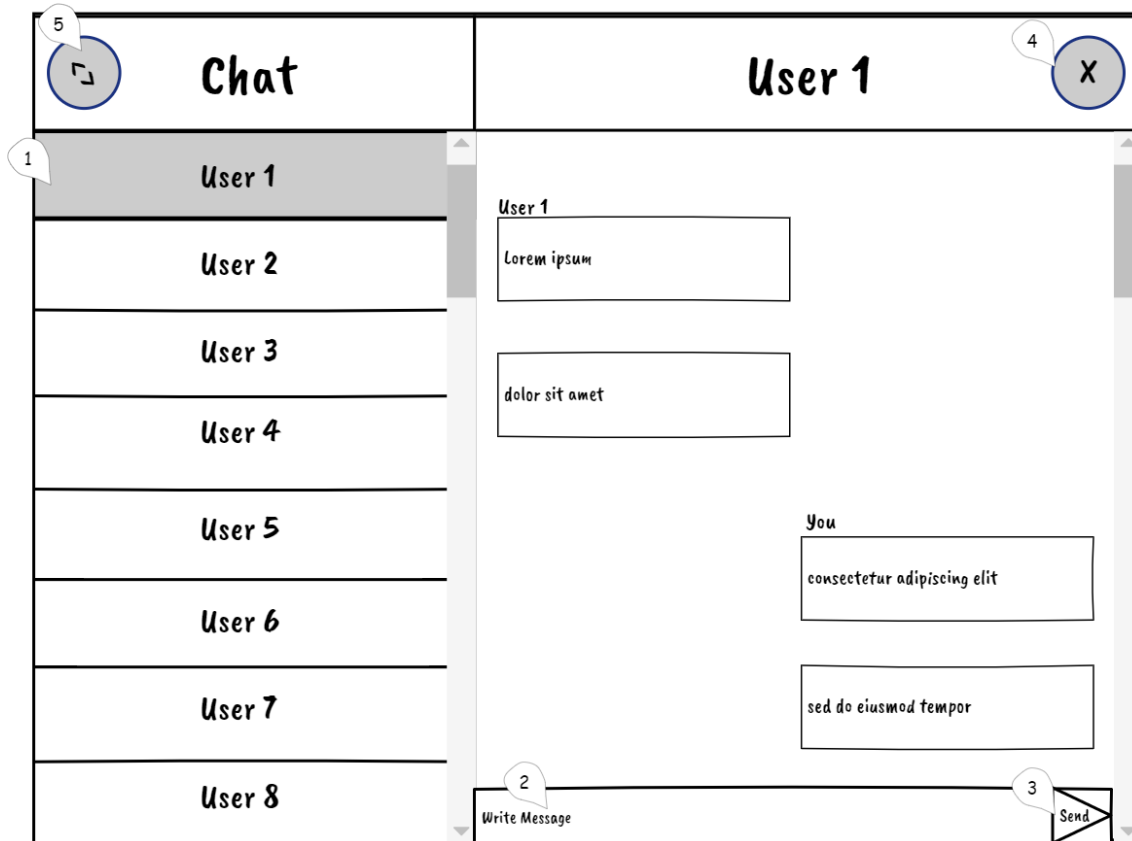 5
Chat
User 1
4
X
1
User 1
User 2
User 3
User 4
User 5
User 6
User 7
User 8
User 1
Lorem ipsum
dolor sit amet
You
consectetur adipiscing elit
sed do eiusmod tempor
2
Write Message
3
Send